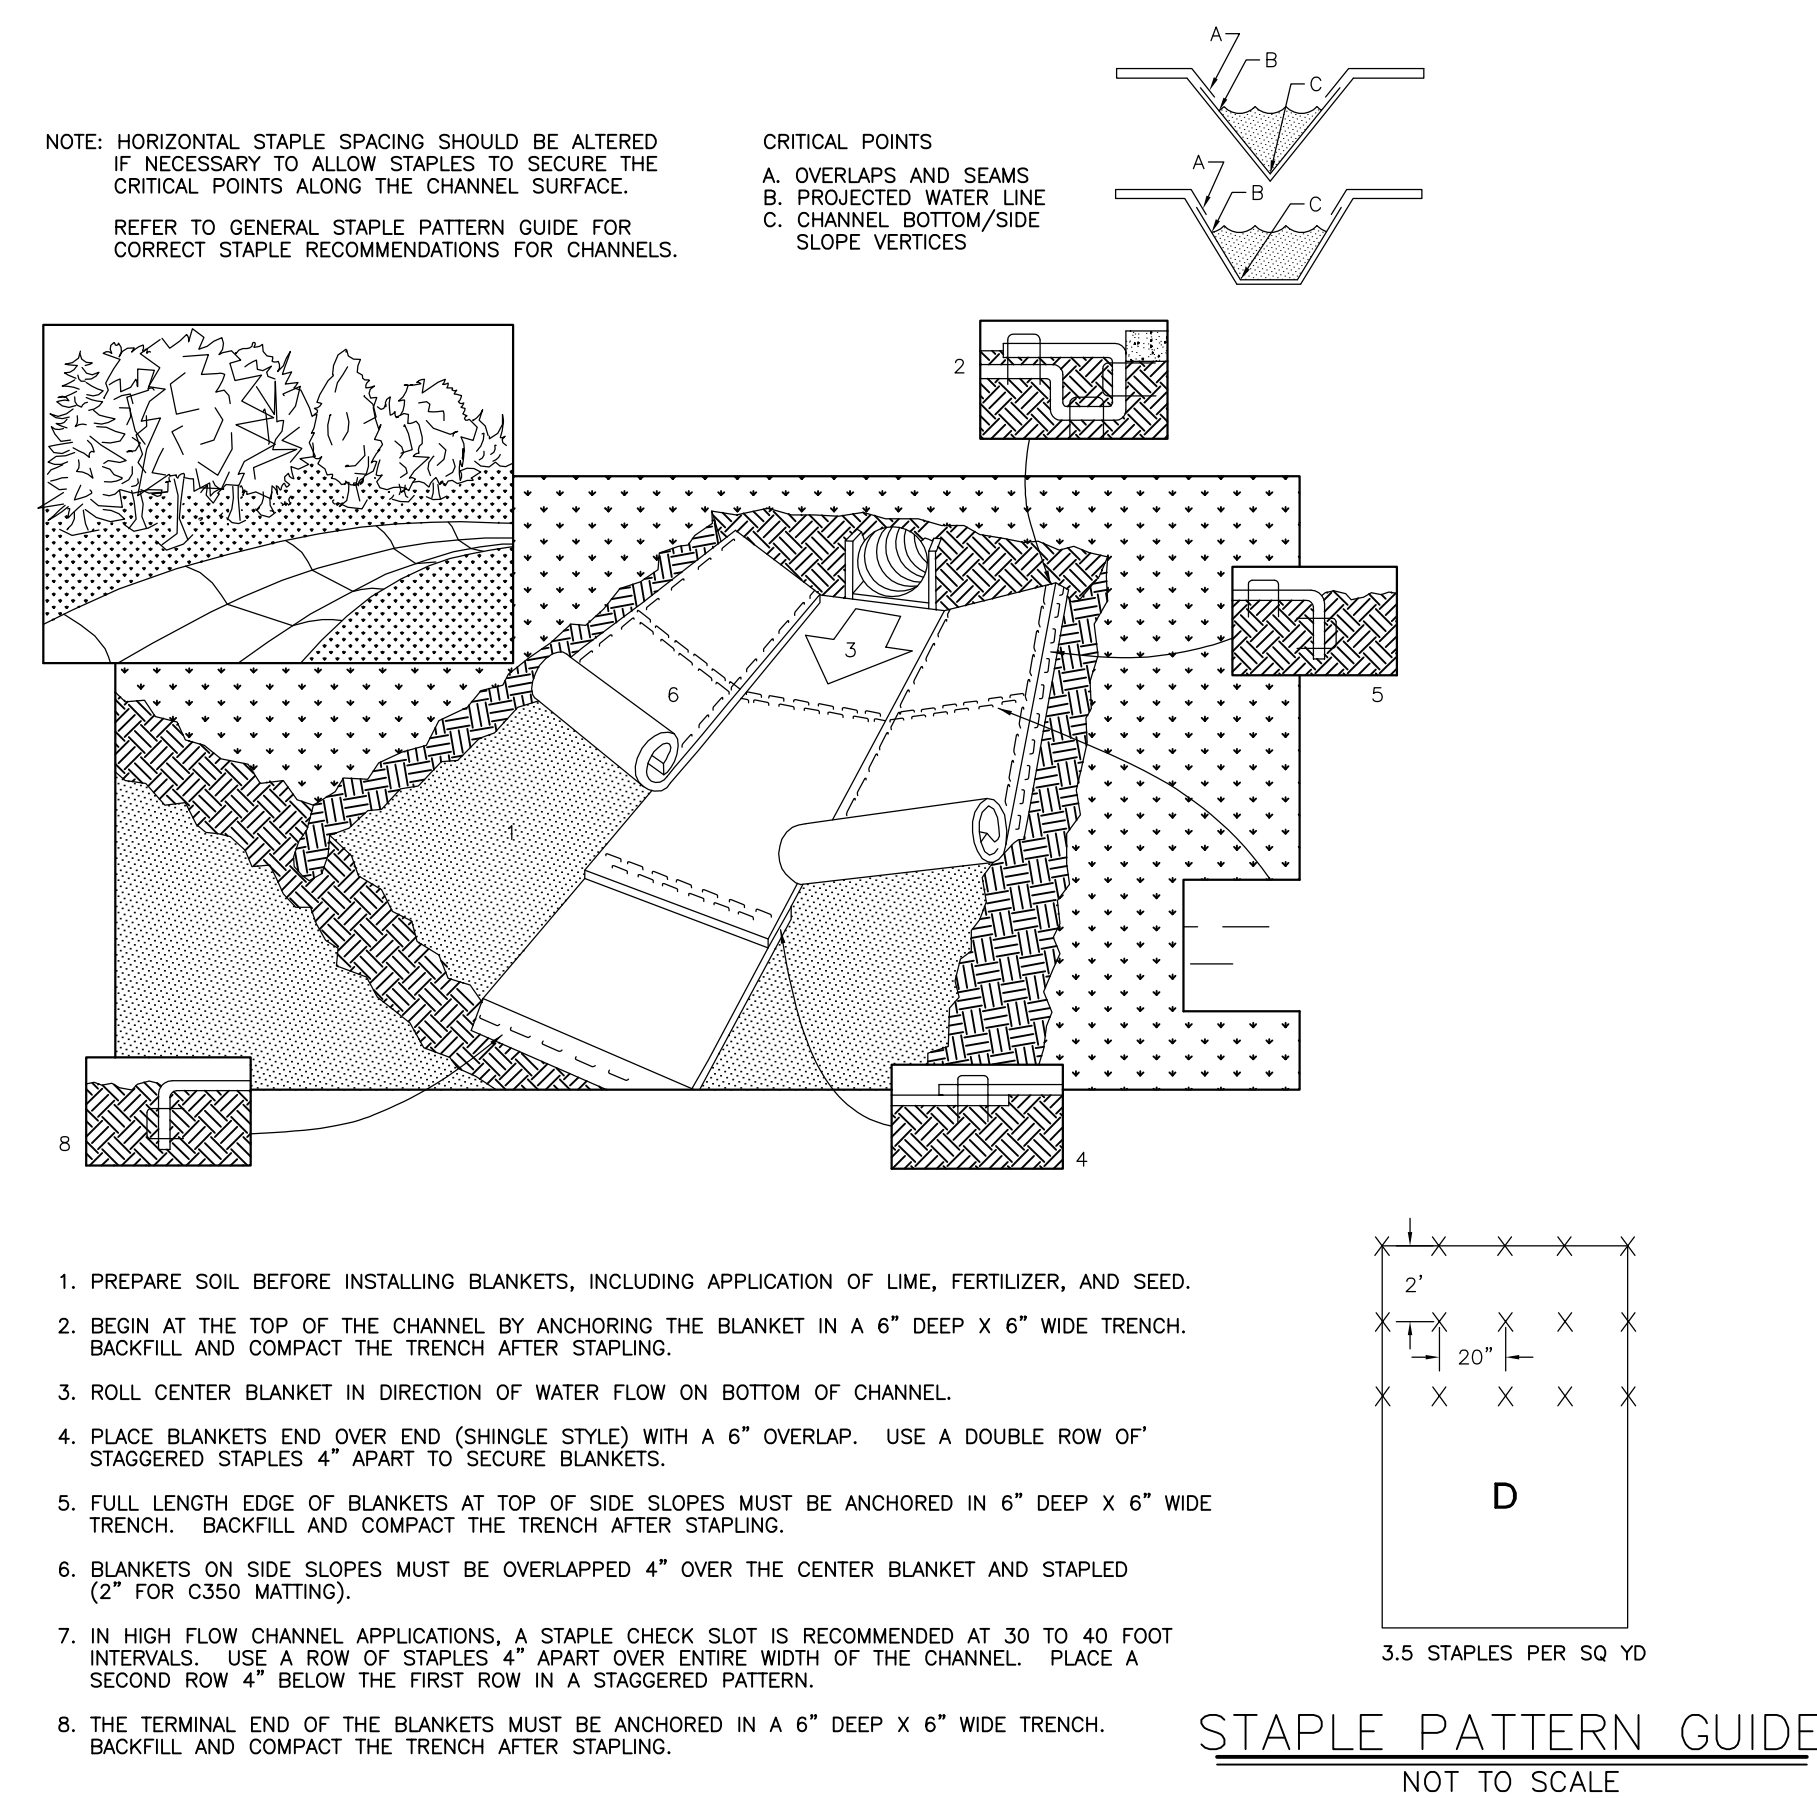 A
B
C
NOTE: HORIZONTAL STAPLE SPACING SHOULD BE ALTERED
IF NECESSARY TO ALLOW STAPLES TO SECURE THE
CRITICAL POINTS ALONG THE CHANNEL SURFACE.
REFER TO GENERAL STAPLE PATTERN GUIDE FOR
CORRECT STAPLE RECOMMENDATIONS FOR CHANNELS.
CRITICAL POINTS
A. OVERLAPS AND SEAMS
B. PROJECTED WATER LINE
C. CHANNEL BOTTOM/SIDE
SLOPE VERTICES
A
B
C
2
3
6
5
1
8
4
1. PREPARE SOIL BEFORE INSTALLING BLANKETS, INCLUDING APPLICATION OF LIME, FERTILIZER, AND SEED.
2. BEGIN AT THE TOP OF THE CHANNEL BY ANCHORING THE BLANKET IN A 6" DEEP X 6" WIDE TRENCH.
BACKFILL AND COMPACT THE TRENCH AFTER STAPLING.
3. ROLL CENTER BLANKET IN DIRECTION OF WATER FLOW ON BOTTOM OF CHANNEL.
4. PLACE BLANKETS END OVER END (SHINGLE STYLE) WITH A 6" OVERLAP. USE A DOUBLE ROW OF'
STAGGERED STAPLES 4" APART TO SECURE BLANKETS.
5. FULL LENGTH EDGE OF BLANKETS AT TOP OF SIDE SLOPES MUST BE ANCHORED IN 6" DEEP X 6" WIDE
TRENCH. BACKFILL AND COMPACT THE TRENCH AFTER STAPLING.
6. BLANKETS ON SIDE SLOPES MUST BE OVERLAPPED 4" OVER THE CENTER BLANKET AND STAPLED
(2" FOR C350 MATTING).
7. IN HIGH FLOW CHANNEL APPLICATIONS, A STAPLE CHECK SLOT IS RECOMMENDED AT 30 TO 40 FOOT
INTERVALS. USE A ROW OF STAPLES 4" APART OVER ENTIRE WIDTH OF THE CHANNEL. PLACE A
SECOND ROW 4" BELOW THE FIRST ROW IN A STAGGERED PATTERN.
8. THE TERMINAL END OF THE BLANKETS MUST BE ANCHORED IN A 6" DEEP X 6" WIDE TRENCH.
BACKFILL AND COMPACT THE TRENCH AFTER STAPLING.
2'
20"
D
3.5 STAPLES PER SQ YD
STAPLE PATTERN GUIDE
NOT TO SCALE